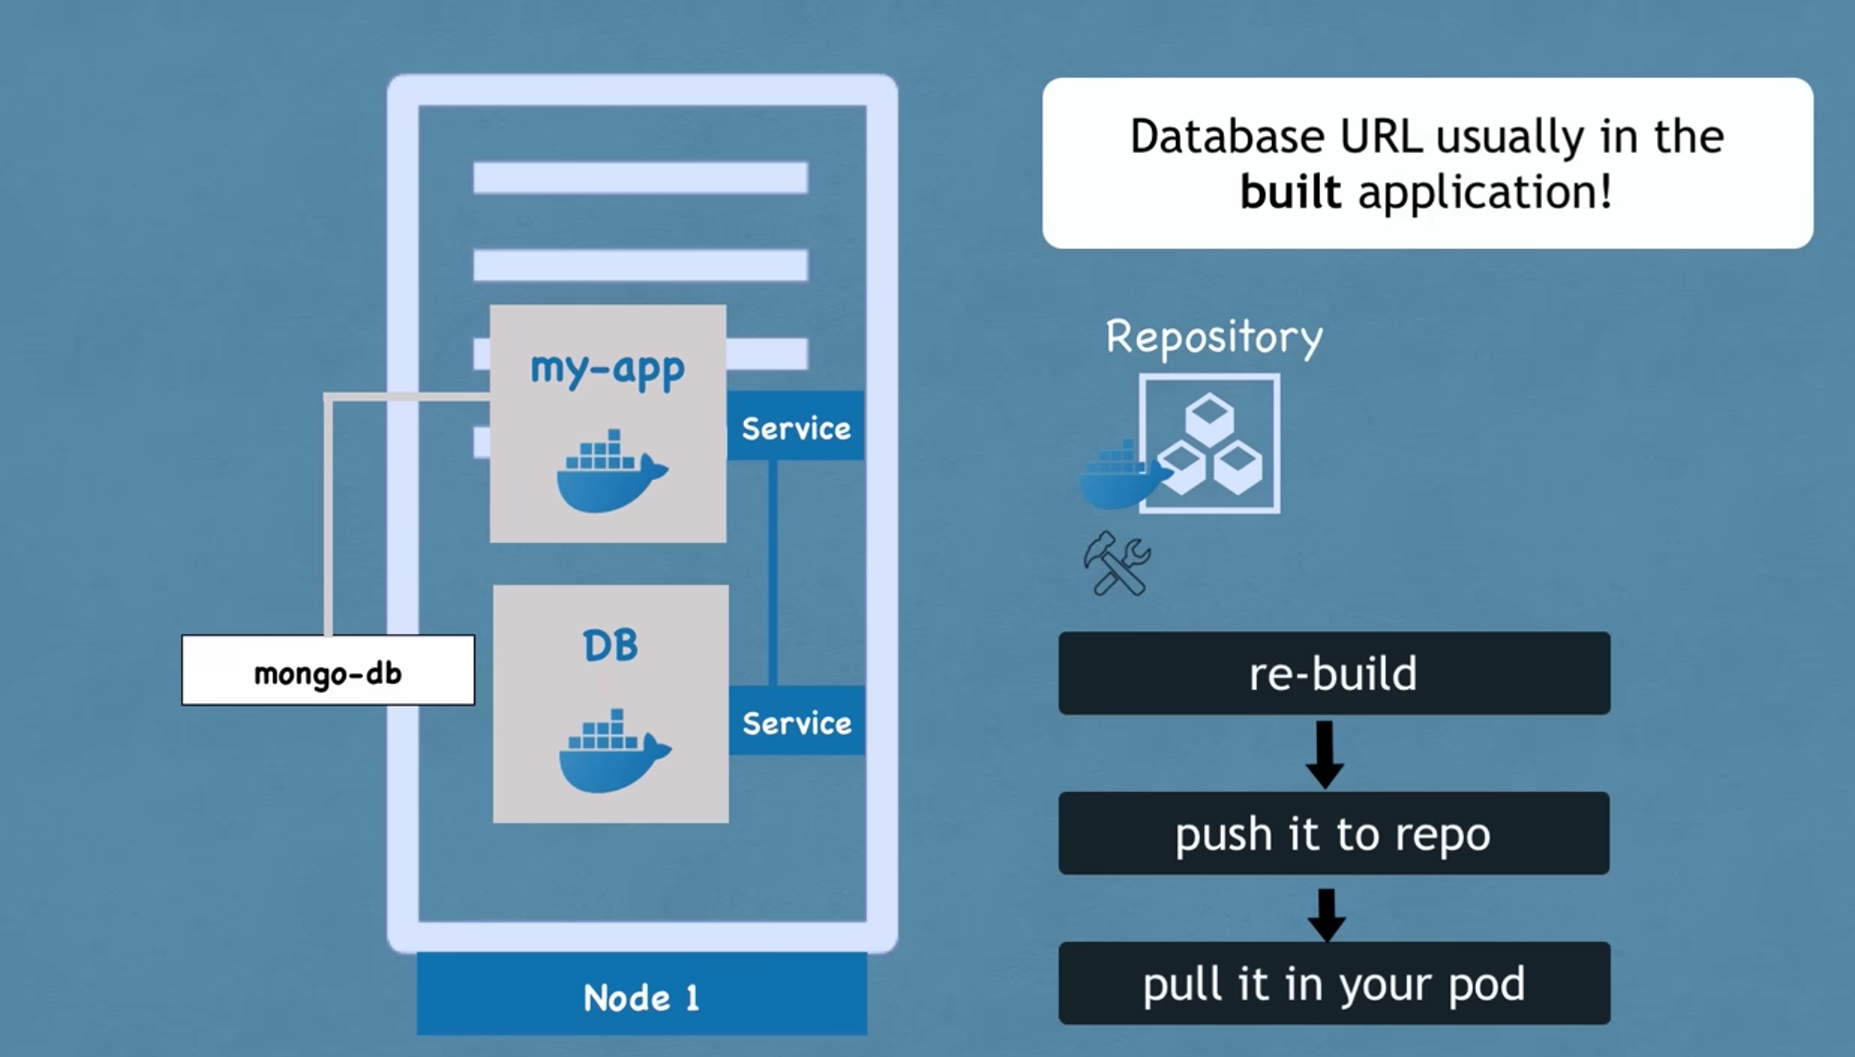 Database URL usually in the
built application!
Repository
my-app
Service
mongo-db
DB
Service
re-build
push it to repo
pull it in your pod
Node 1